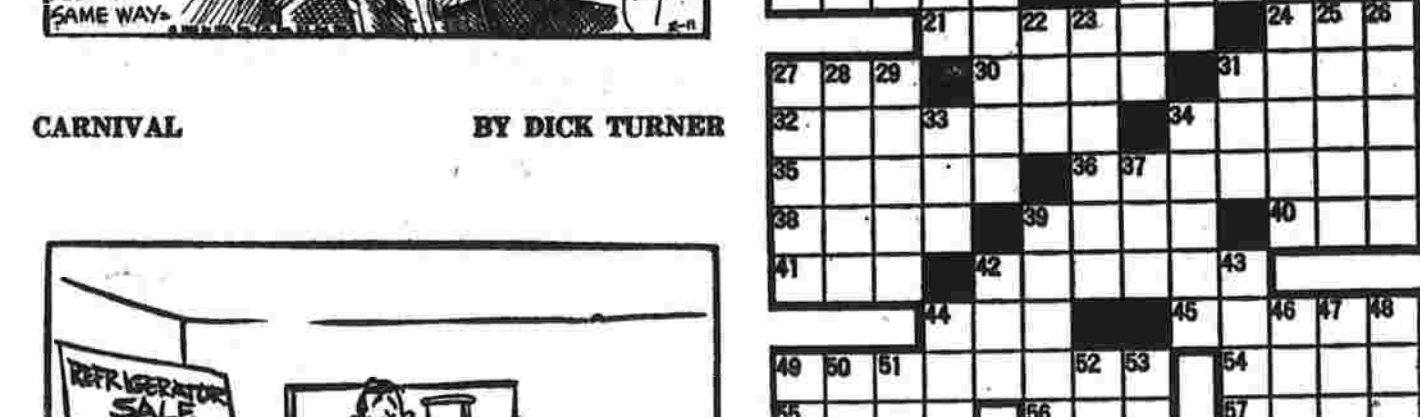 SAME WAY
2-11
CARNIVAL
BY DICK TURNER
REFRIGERATOR
SALE
21 22 23 24 25 26
27 28 29 30 31
32 33 34
35 36 37
38 39 40
41 42 43
44 45 46 47 48
49 50 51 52 53 54
55 56 57